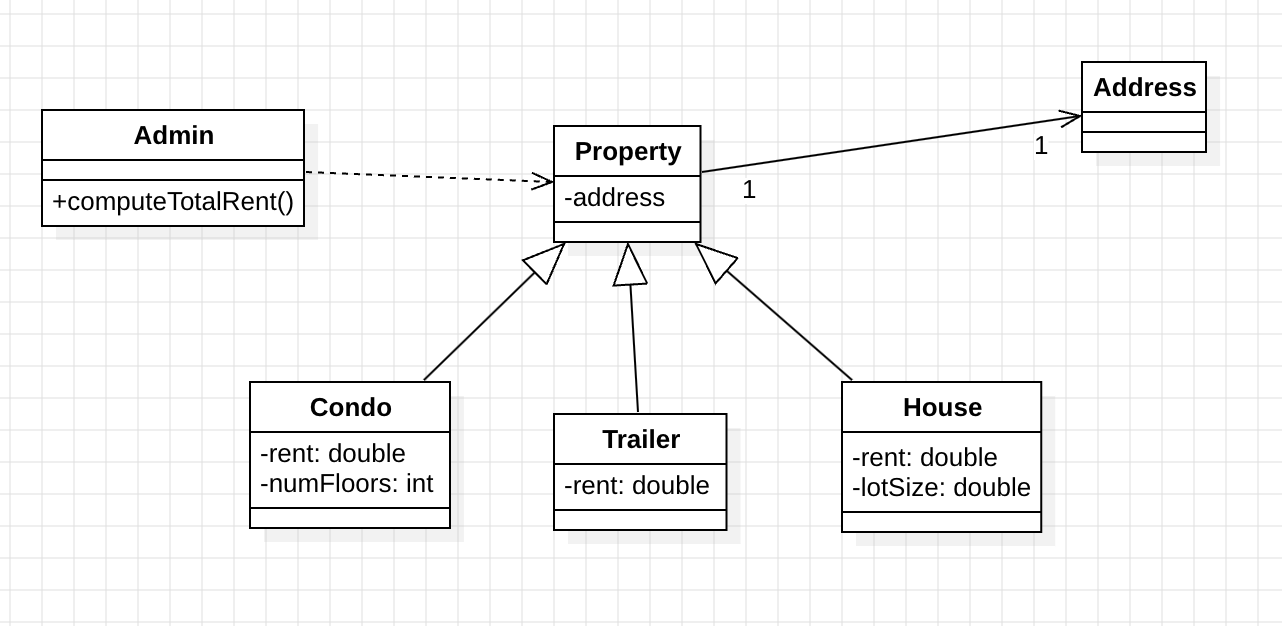 Address
Admin
Property
+computeTotalRent()
-address
1
1
Condo
-rent: double
-numFloors: int
Trailer
-rent: double
House
-rent: double
-lotSize: double